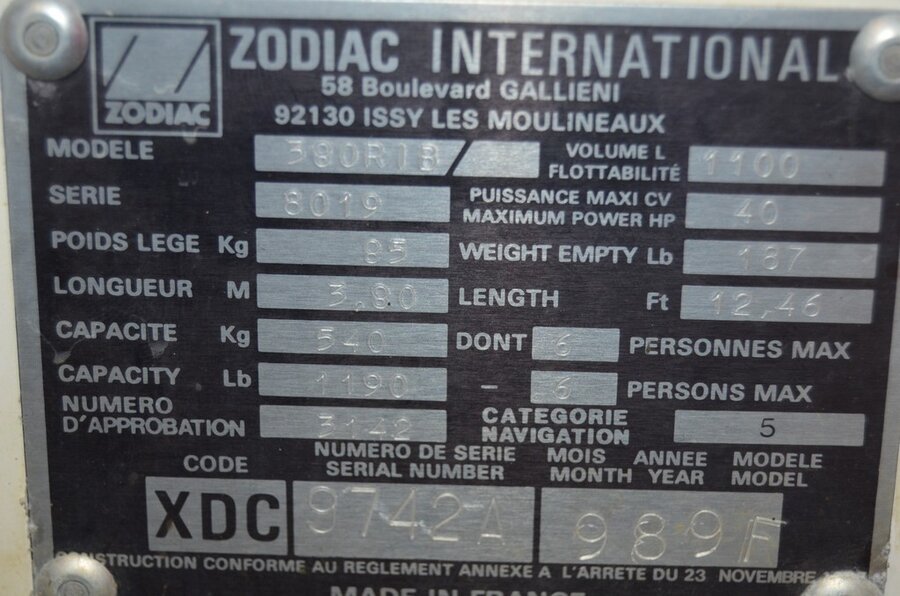 ZODIAC
ZODIAC INTERNATIONAL
58 Boulevard GALLIENI
92130 ISSY LES MOULINEAUX
MODELE 390RIB/ VOLUME L FLOTTABILITÉ 1100
SERIE 8019 PUISSANCE MAXI CV MAXIMUM POWER HP 40
POIDS LEGE Kg 85 WEIGHT EMPTY Lb 187
LONGUEUR M 3,90 LENGTH Ft 12,46
CAPACITE Kg 540 DONT 6 PERSONNES MAX
CAPACITY Lb 1190 - 6 PERSONS MAX
NUMERO D'APPROBATION 3142 CATEGORIE NAVIGATION 5
CODE NUMERO DE SERIE SERIAL NUMBER MOIS MONTH ANNEE YEAR MODELE MODEL
XDC 9742A 989F
CONSTRUCTION CONFORME AU REGLEMENT ANNEXE A L'ARRETE DU 23 NOVEMBRE
MADE IN FRANCE